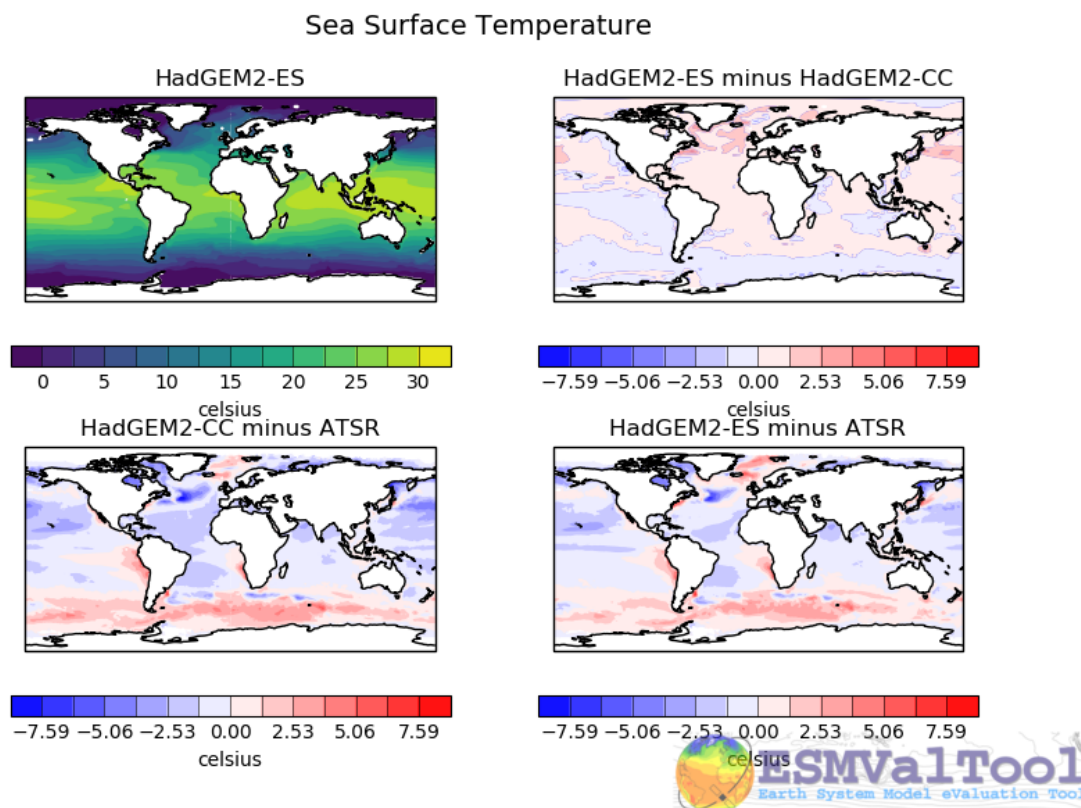 Sea Surface Temperature
HadGEM2-ES
HadGEM2-ES minus HadGEM2-CC
0 5 10 15 20 25 30
celsius
−7.59 −5.06 −2.53 0.00 2.53 5.06 7.59
celsius
HadGEM2-CC minus ATSR
HadGEM2-ES minus ATSR
−7.59 −5.06 −2.53 0.00 2.53 5.06 7.59
celsius
−7.59 −5.06 −2.53 0.00 2.53 5.06 7.59
celsius
ESMValTool
Earth System Model eValuation Tool